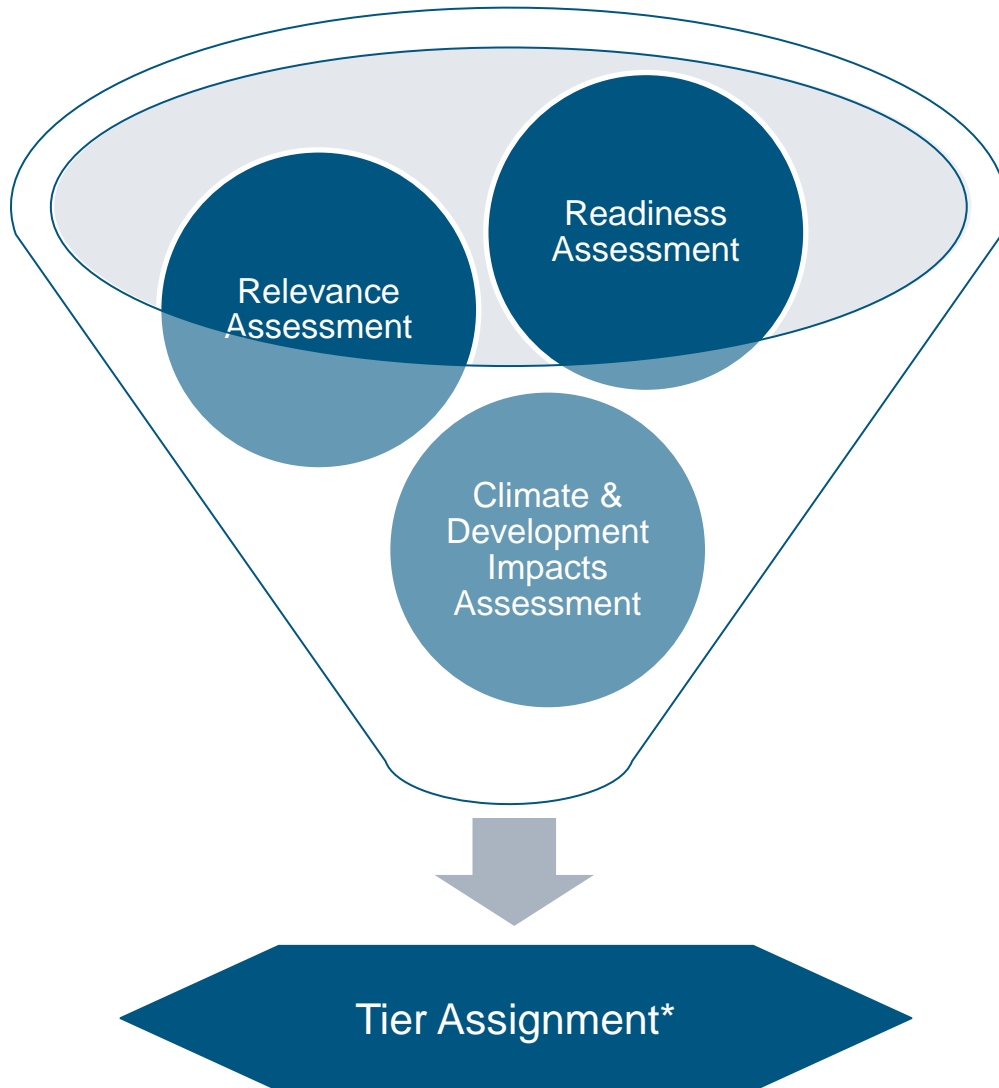 Readiness
Assessment
Relevance
Assessment
Climate &
Development
Impacts
Assessment
Tier Assignment*